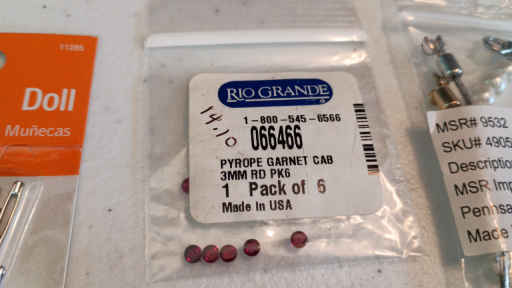 11285
Doll
Muñecas
RIO GRANDE
14.10
1-800-545-6566
066466
PYROPE GARNET CAB
3MM RD PK6
1 Pack of 6
Made In USA
MSR# 9532
SKU# 4905
Description
MSR Imp
Pennsa
Made